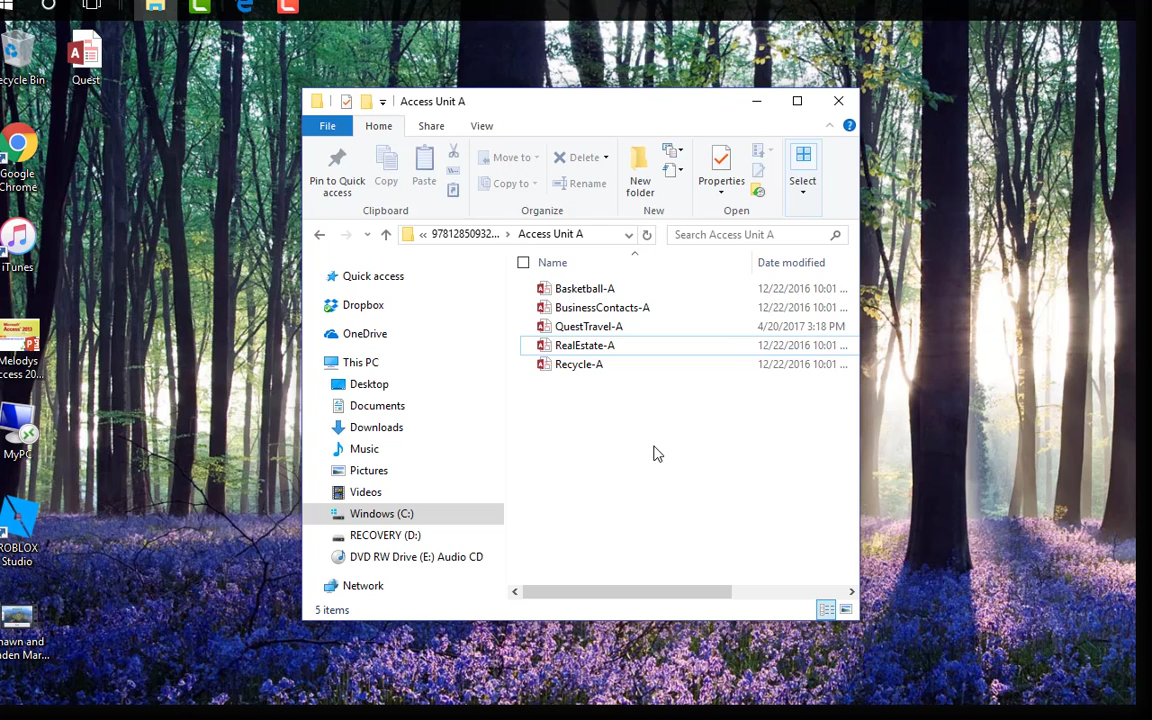 ecycle Bin
Quest
Google
Chrome
iTunes
Microsoft
Access 2013
Melodys
ccess 20...
MyPC
ROBLOX
Studio
hawn and
nden Mar...
Access Unit A
File Home Share View
Pin to Quick
access
Copy
Paste
Clipboard
Move to
Copy to
Delete
Rename
Organize
New
folder
New
Properties
Open
Select
« 97812850932... > Access Unit A
Search Access Unit A
Quick access
Dropbox
OneDrive
This PC
Desktop
Documents
Downloads
Music
Pictures
Videos
Windows (C:)
RECOVERY (D:)
DVD RW Drive (E:) Audio CD
Network
Name Date modified
Basketball-A 12/22/2016 10:01 ...
BusinessContacts-A 12/22/2016 10:01 ...
QuestTravel-A 4/20/2017 3:18 PM
RealEstate-A 12/22/2016 10:01 ...
Recycle-A 12/22/2016 10:01 ...
5 items